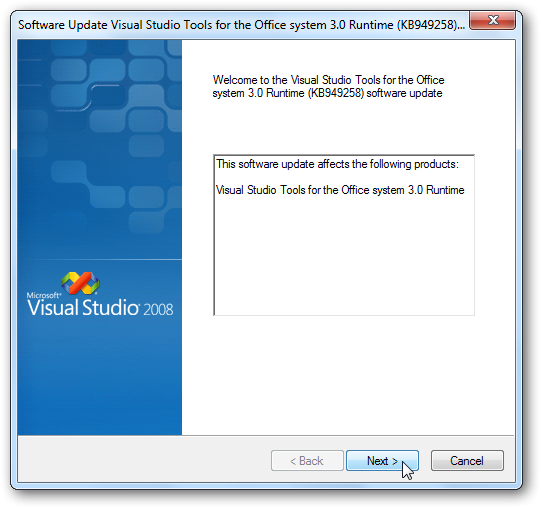 Software Update Visual Studio Tools for the Office system 3.0 Runtime (KB949258)...
Welcome to the Visual Studio Tools for the Office
system 3.0 Runtime (KB949258) software update
This software update affects the following products:
Visual Studio Tools for the Office system 3.0 Runtime
Microsoft®
Visual Studio® 2008
< Back
Next >
Cancel